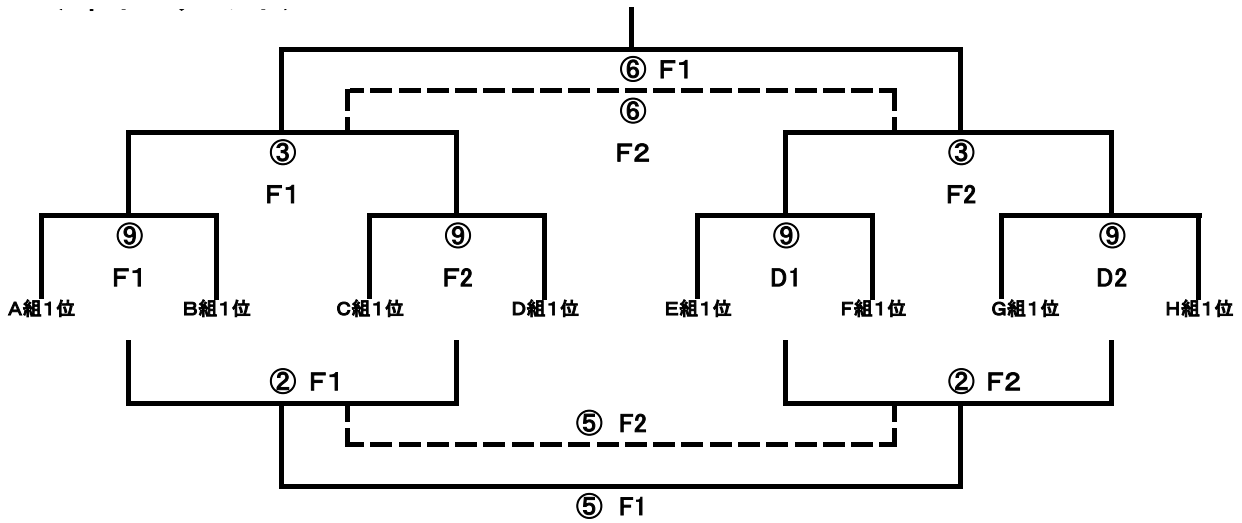 ⑥ F1
⑥
F2
③
③
F1
F2
⑨
⑨
⑨
⑨
F1
F2
D1
D2
A組1位
B組1位
C組1位
D組1位
E組1位
F組1位
G組1位
H組1位
② F1
② F2
⑤ F2
⑤ F1